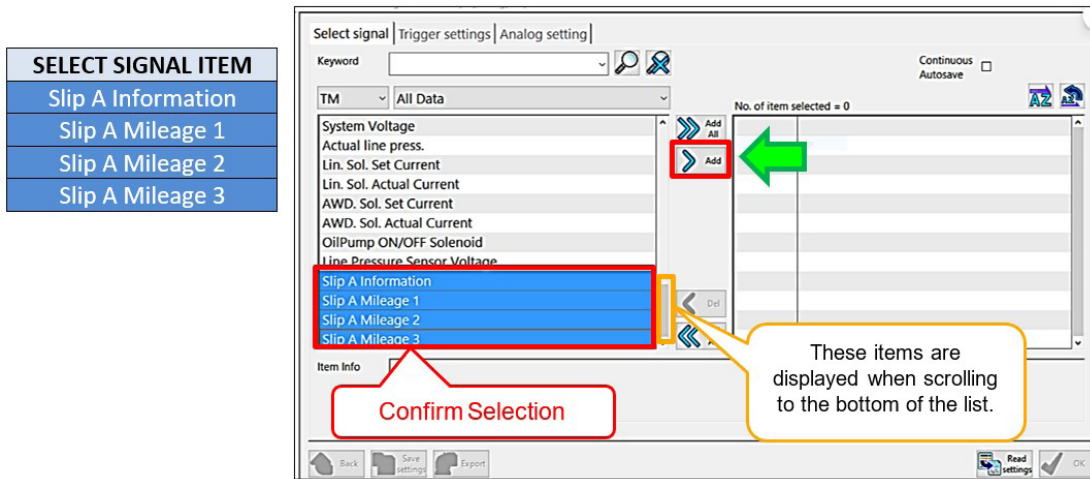 SELECT SIGNAL ITEM
Slip A Information
Slip A Mileage 1
Slip A Mileage 2
Slip A Mileage 3
Select signal
Trigger settings
Analog setting
Keyword
Continuous
Autosave
TM
All Data
No. of item selected = 0
AZ
AZ
System Voltage
Actual line press.
Lin. Sol. Set Current
Lin. Sol. Actual Current
AWD. Sol. Set Current
AWD. Sol. Actual Current
OilPump ON/OFF Solenoid
Line Pressure Sensor Voltage
Slip A Information
Slip A Mileage 1
Slip A Mileage 2
Slip A Mileage 3
Add
All
Add
Del
Item Info
Confirm Selection
These items are
displayed when scrolling
to the bottom of the list.
Back
Save
settings
Export
Read
settings
OK